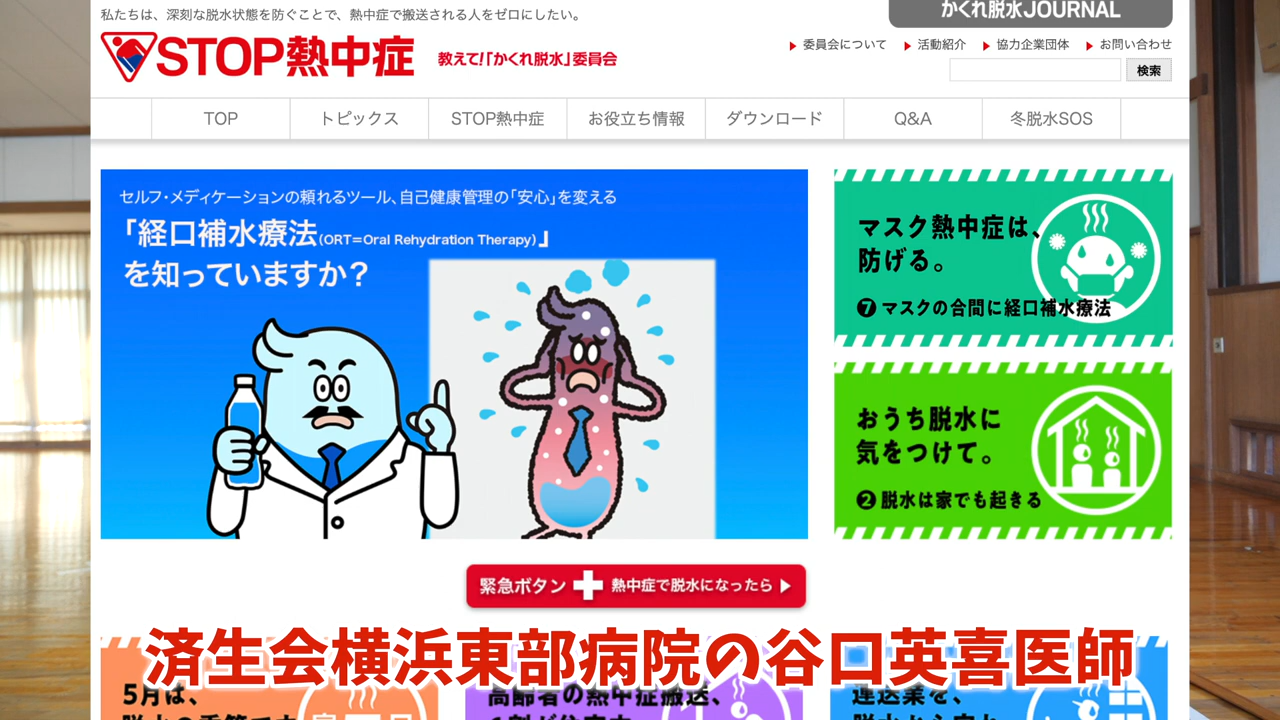 私たちは、深刻な脱水状態を防ぐことで、熱中症で搬送される人をゼロにしたい。
かくれ脱水JOURNAL
STOP熱中症 教えて!「かくれ脱水」委員会
委員会について 活動紹介 協力企業団体 お問い合わせ
検索
TOP トピックス STOP熱中症 お役立ち情報 ダウンロード Q&A 冬脱水SOS
セルフ・メディケーションの頼れるツール、自己健康管理の「安心」を変える
「経口補水療法(ORT=Oral Rehydration Therapy)」
を知っていますか？
マスク熱中症は、
防げる。
❼ マスクの合間に経口補水療法
おうち脱水に
気をつけて。
❷ 脱水は家でも起きる
緊急ボタン 熱中症で脱水になったら
済生会横浜東部病院の谷口英喜医師
5月は、
高齢者の熱中症搬送、
運送業を、